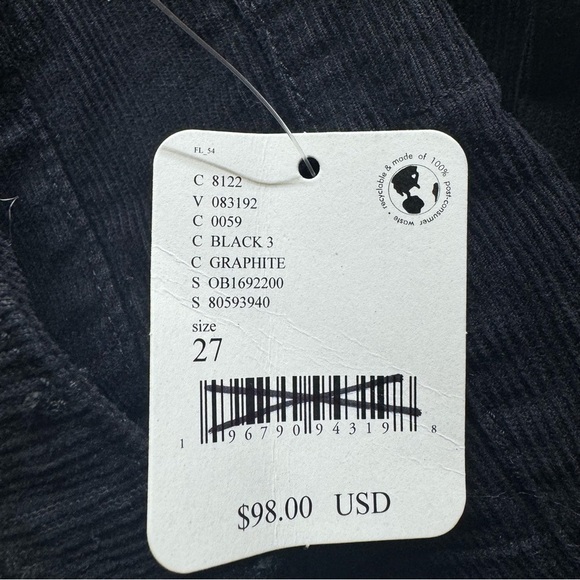 FL_54
C 8122
V 083192
C 0059
C BLACK 3
C GRAPHITE
S OB1692200
S 80593940
size
27
1 96790 94319 8
$98.00 USD
recyclable & made of 100% post-consumer waste •